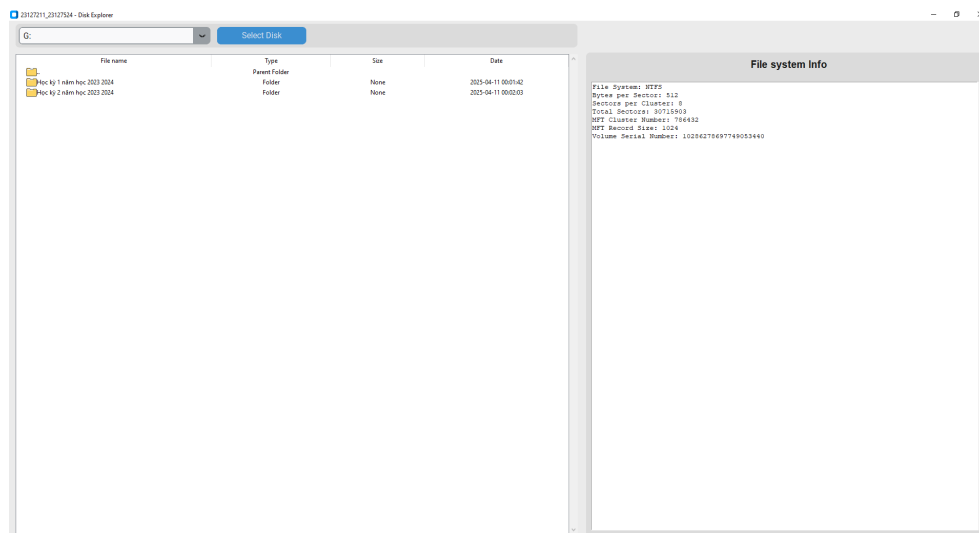 23127211_23127524 - Disk Explorer
G:
Select Disk
File name Type Size Date
.. Parent Folder
Học kỳ 1 năm học 2023 2024 Folder None 2025-04-11 00:01:42
Học kỳ 2 năm học 2023 2024 Folder None 2025-04-11 00:02:03
File system Info
File System: NTFS
Bytes per Sector: 512
Sectors per Cluster: 8
Total Sectors: 30715903
MFT Cluster Number: 786432
MFT Record Size: 1024
Volume Serial Number: 10286278697749053440